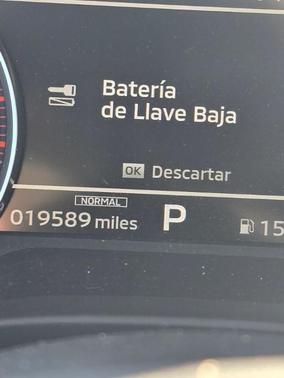 Batería
de Llave Baja
OK Descartar
NORMAL
019589 miles
P
15